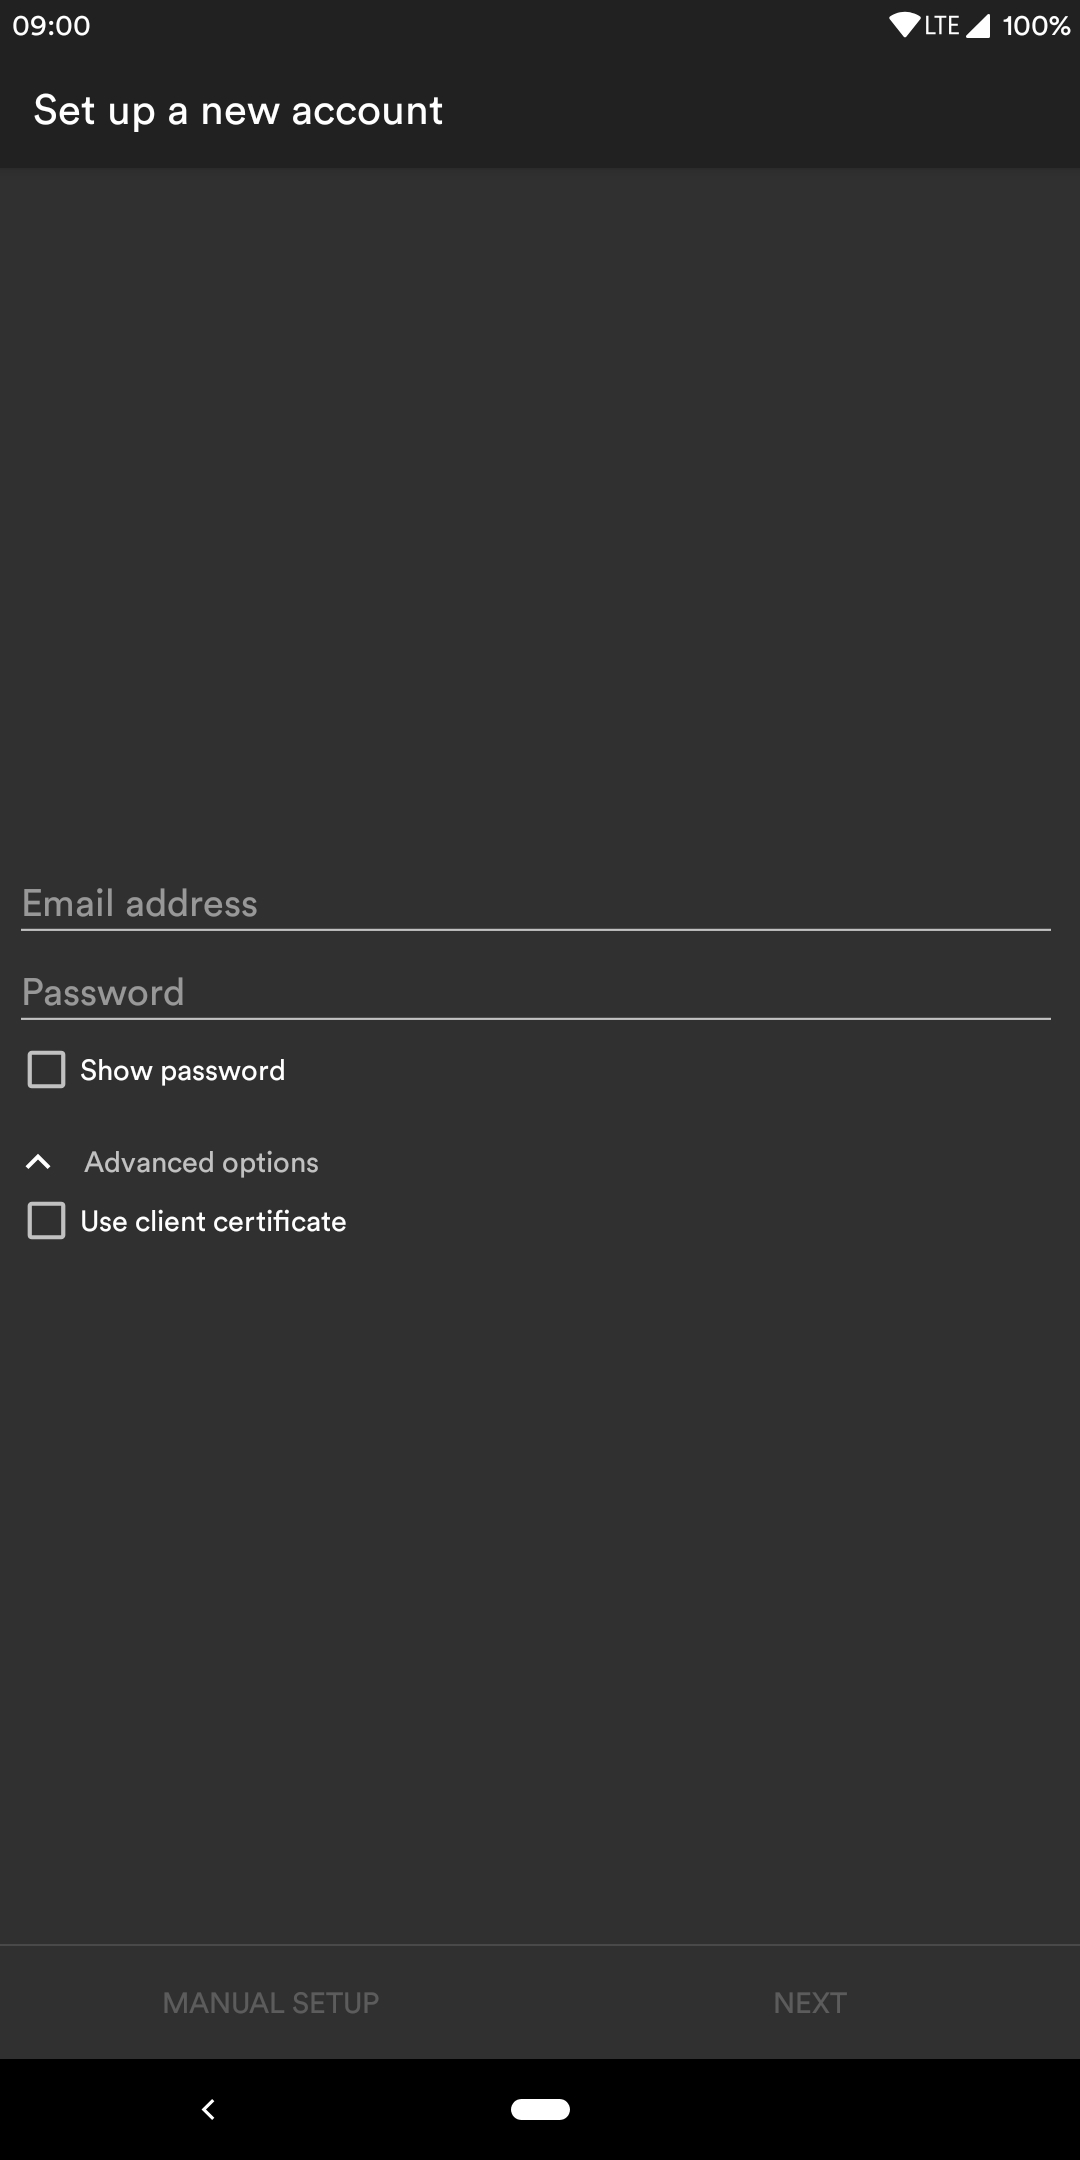 09:00 LTE 100%
Set up a new account
Email address
Password
Show password
Advanced options
Use client certificate
MANUAL SETUP NEXT